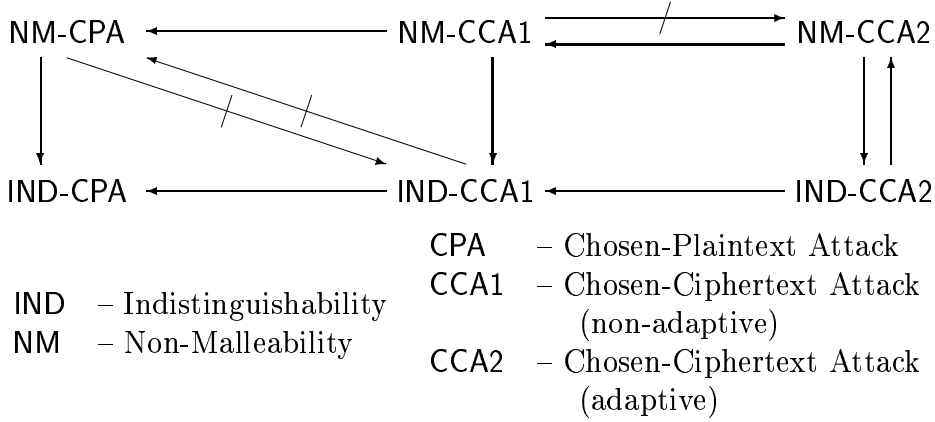 NM-CPA NM-CCA1 NM-CCA2
IND-CPA IND-CCA1 IND-CCA2
IND – Indistinguishability
NM – Non-Malleability
CPA – Chosen-Plaintext Attack
CCA1 – Chosen-Ciphertext Attack
(non-adaptive)
CCA2 – Chosen-Ciphertext Attack
(adaptive)